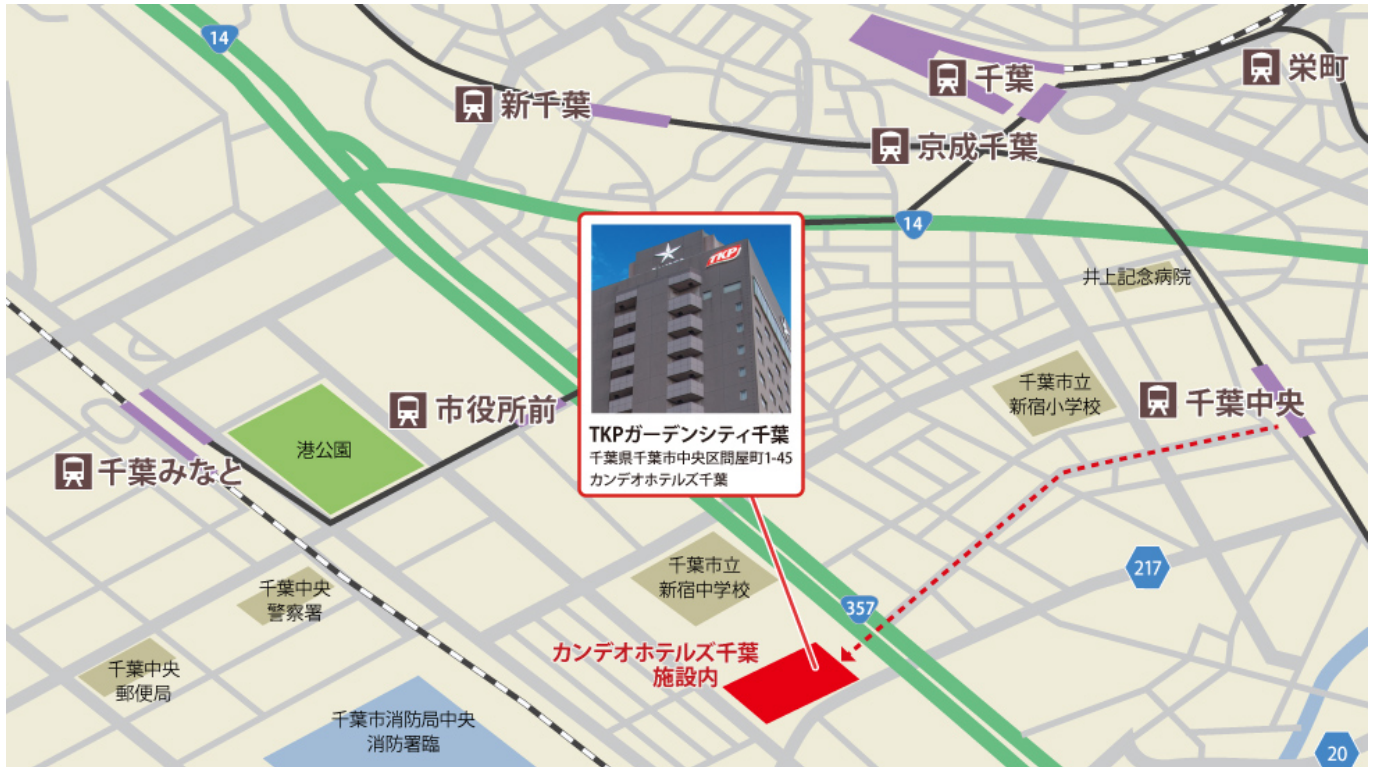 14
千葉
栄町
新千葉
京成千葉
14
TKP
井上記念病院
千葉市立
新宿小学校
千葉中央
市役所前
TKPガーデンシティ千葉
千葉県千葉市中央区問屋町1-45
カンデオホテルズ千葉
港公園
千葉みなと
千葉市立
新宿中学校
217
千葉中央
警察署
357
カンデオホテルズ千葉
施設内
千葉中央
郵便局
千葉市消防局中央
消防署臨
20